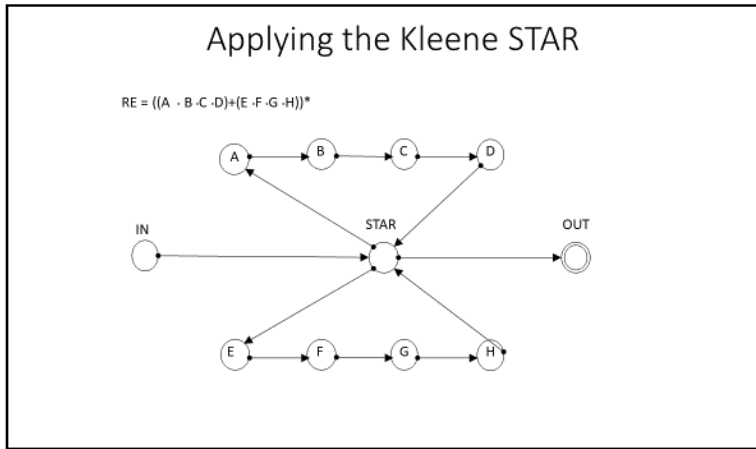 Applying the Kleene STAR
RE = ((A · B ·C ·D)+(E ·F ·G ·H))*
A
B
C
D
IN
STAR
OUT
E
F
G
H